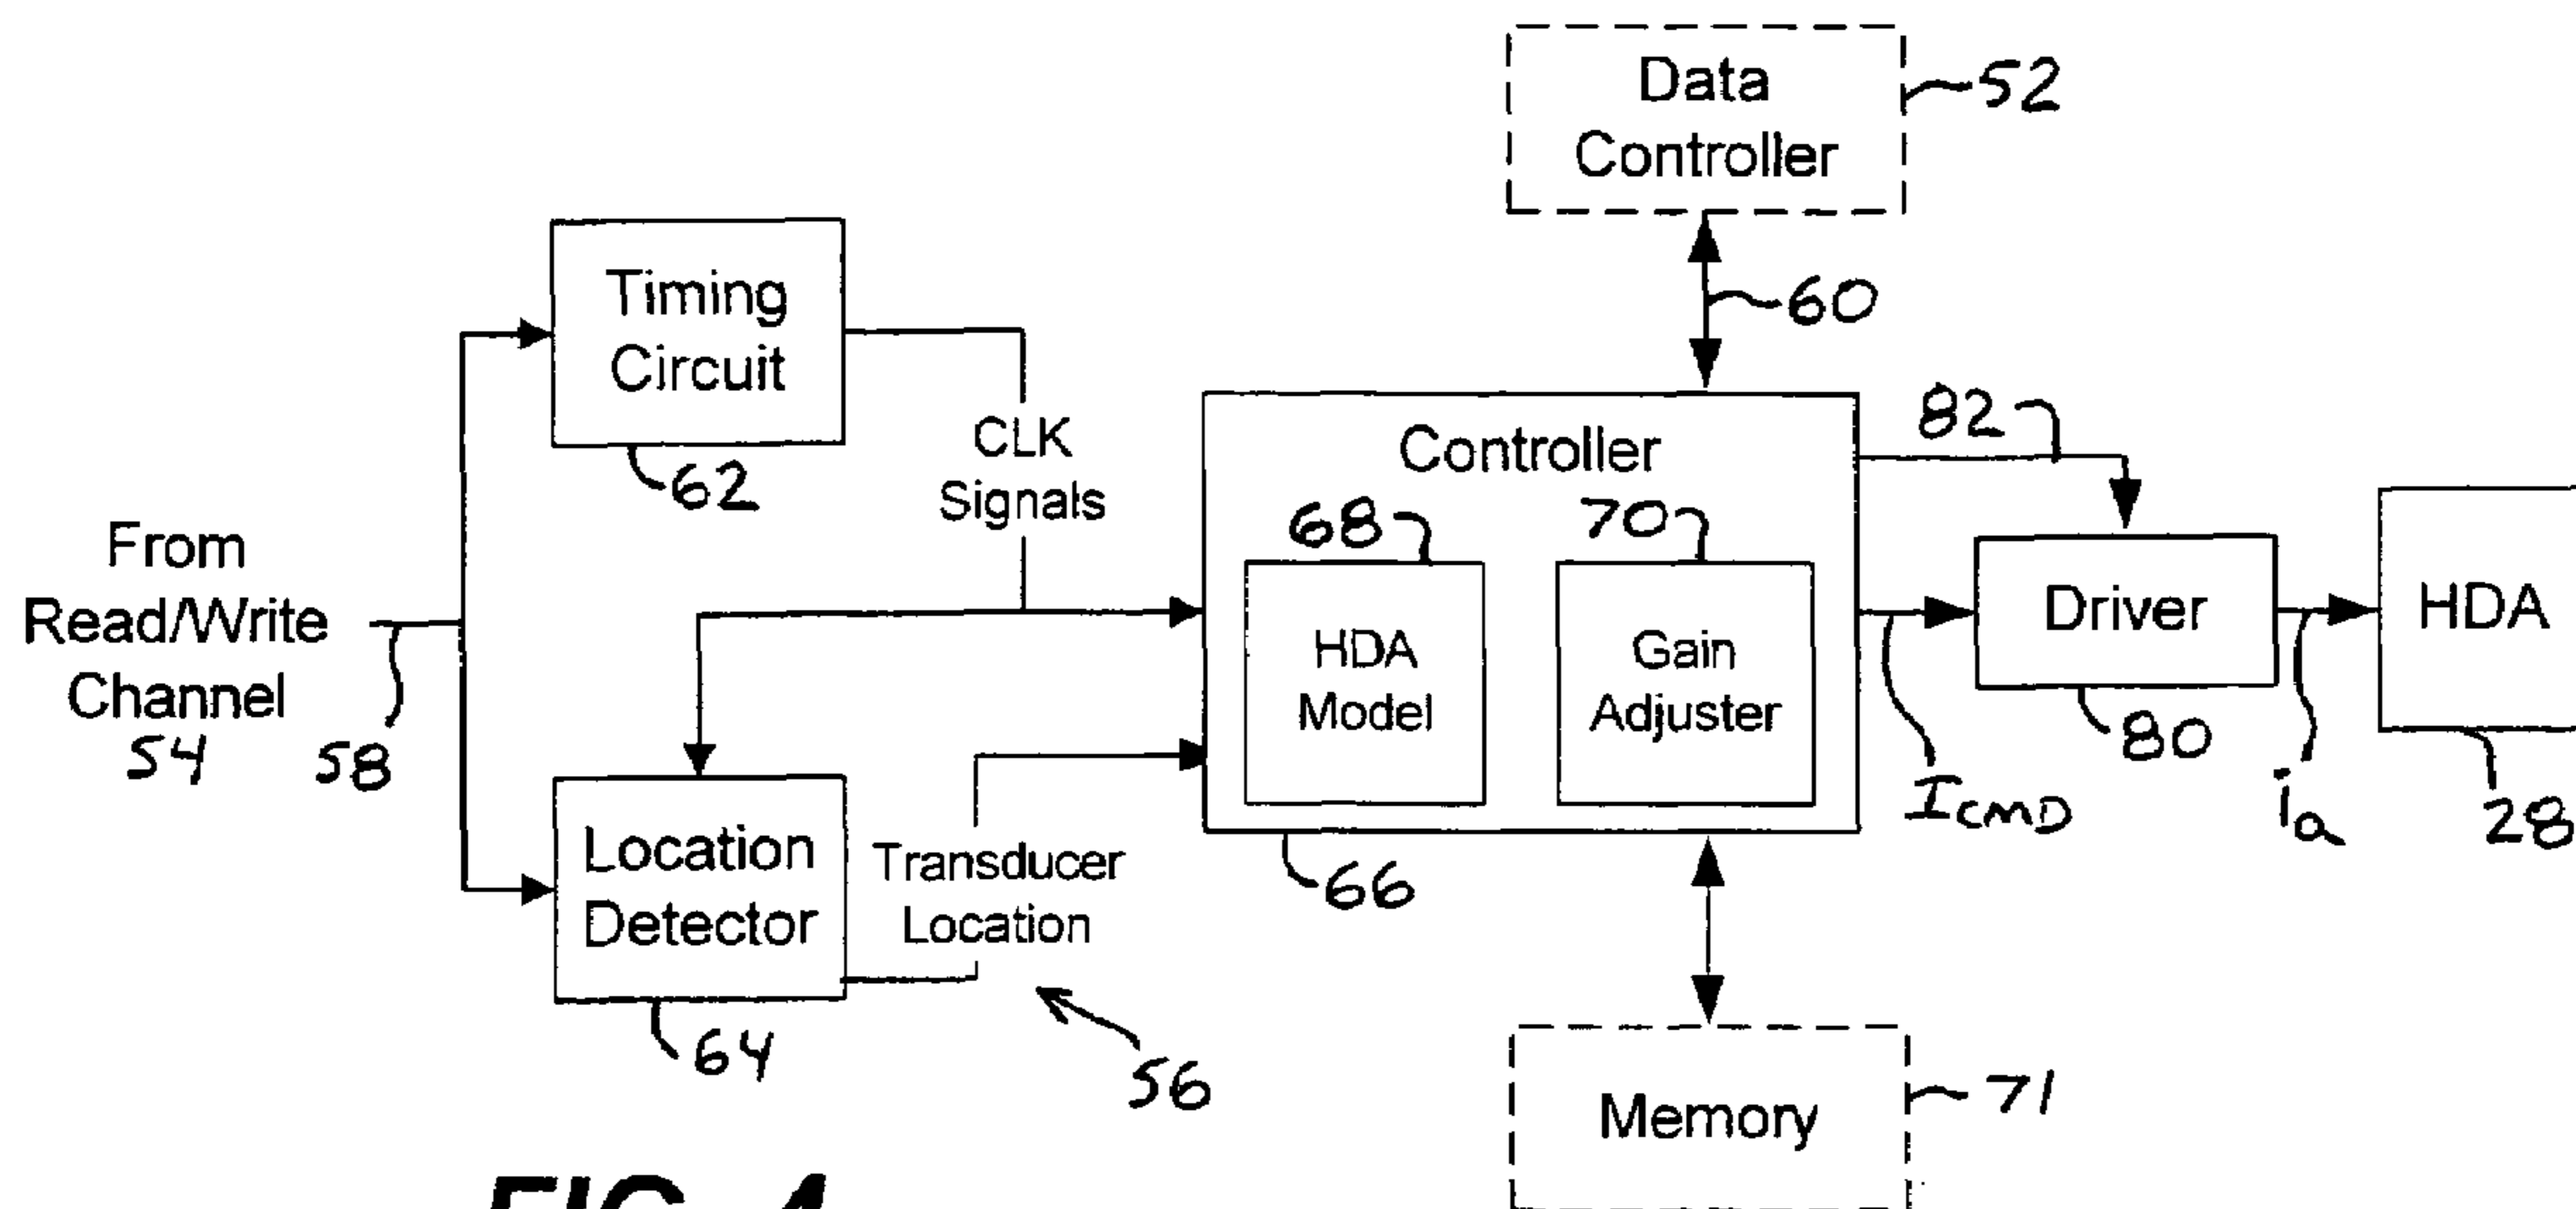 Data
Controller
52
60
Timing
Circuit
62
CLK
Signals
From
Read/Write
Channel
54
58
Location
Detector
64
Transducer
Location
56
Controller
68
HDA
Model
70
Gain
Adjuster
66
82
ICMD
Driver
80
ia
HDA
28
Memory
71
FIG. 4